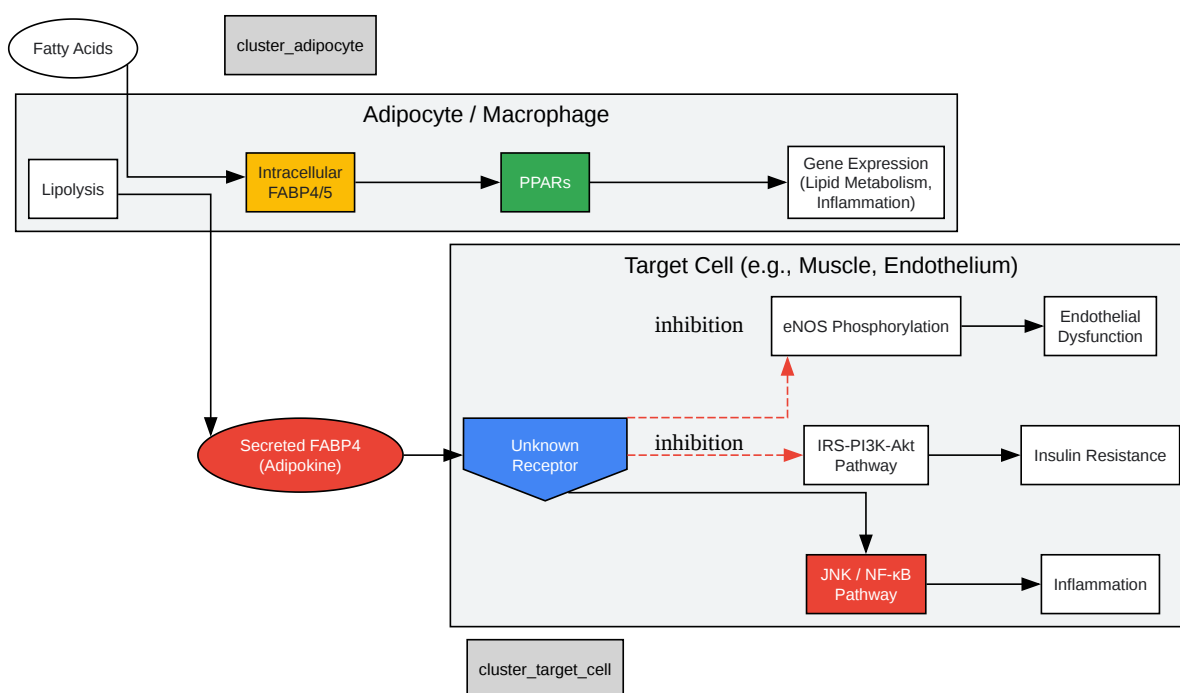 Fatty Acids
cluster_adipocyte
Adipocyte / Macrophage
Lipolysis
Intracellular
FABP4/5
PPARs
Gene Expression
(Lipid Metabolism,
Inflammation)
Target Cell (e.g., Muscle, Endothelium)
inhibition
eNOS Phosphorylation
Endothelial
Dysfunction
Secreted FABP4
(Adipokine)
Unknown
Receptor
inhibition
IRS-PI3K-Akt
Pathway
Insulin Resistance
JNK / NF-κB
Pathway
Inflammation
cluster_target_cell